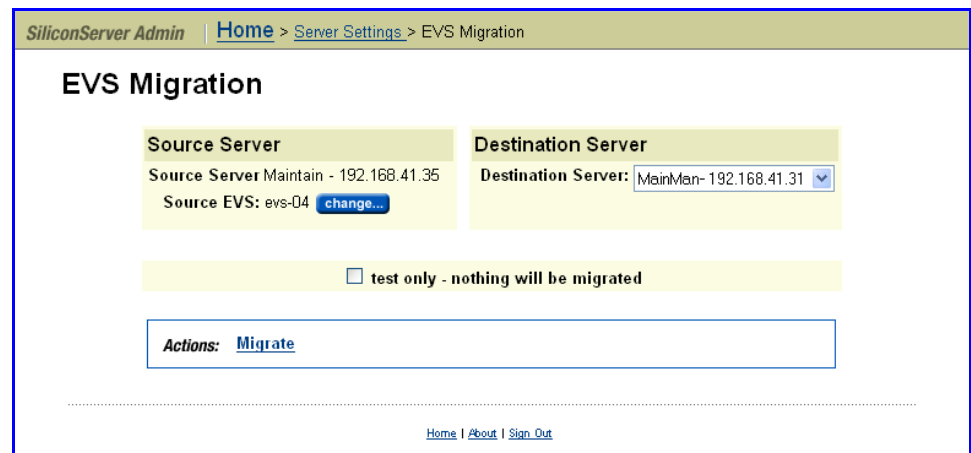 SiliconServer Admin | Home > Server Settings > EVS Migration
EVS Migration
Source Server
Source Server Maintain - 192.168.41.35
Source EVS: evs-04 change...
Destination Server
Destination Server: MainMan- 192.168.41.31
test only - nothing will be migrated
Actions: Migrate
Home | About | Sign Out